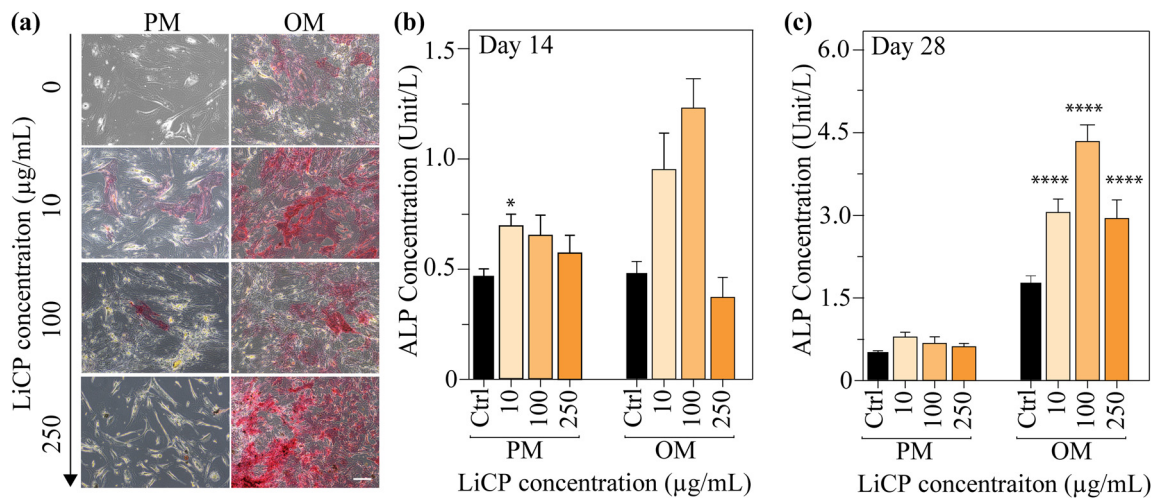 (a)
PM
OM
LiCP concentraiton (µg/mL)
0
10
100
250
(b)
Day 14
ALP Concentration (Unit/L)
1.5
1.0
0.5
0
*
Ctrl
10
100
250
Ctrl
10
100
250
PM
OM
LiCP concentration (µg/mL)
(c)
Day 28
ALP Concentration (Unit/L)
6.0
4.5
3.0
1.5
0
****
****
****
Ctrl
10
100
250
Ctrl
10
100
250
PM
OM
LiCP concentraiton (µg/mL)